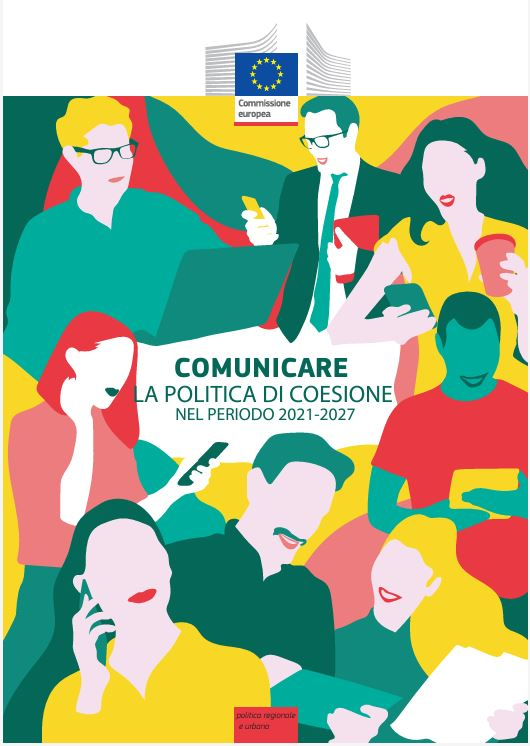 Commissione
europea
COMUNICARE
LA POLITICA DI COESIONE
NEL PERIODO 2021-2027
politica regionale
e urbana